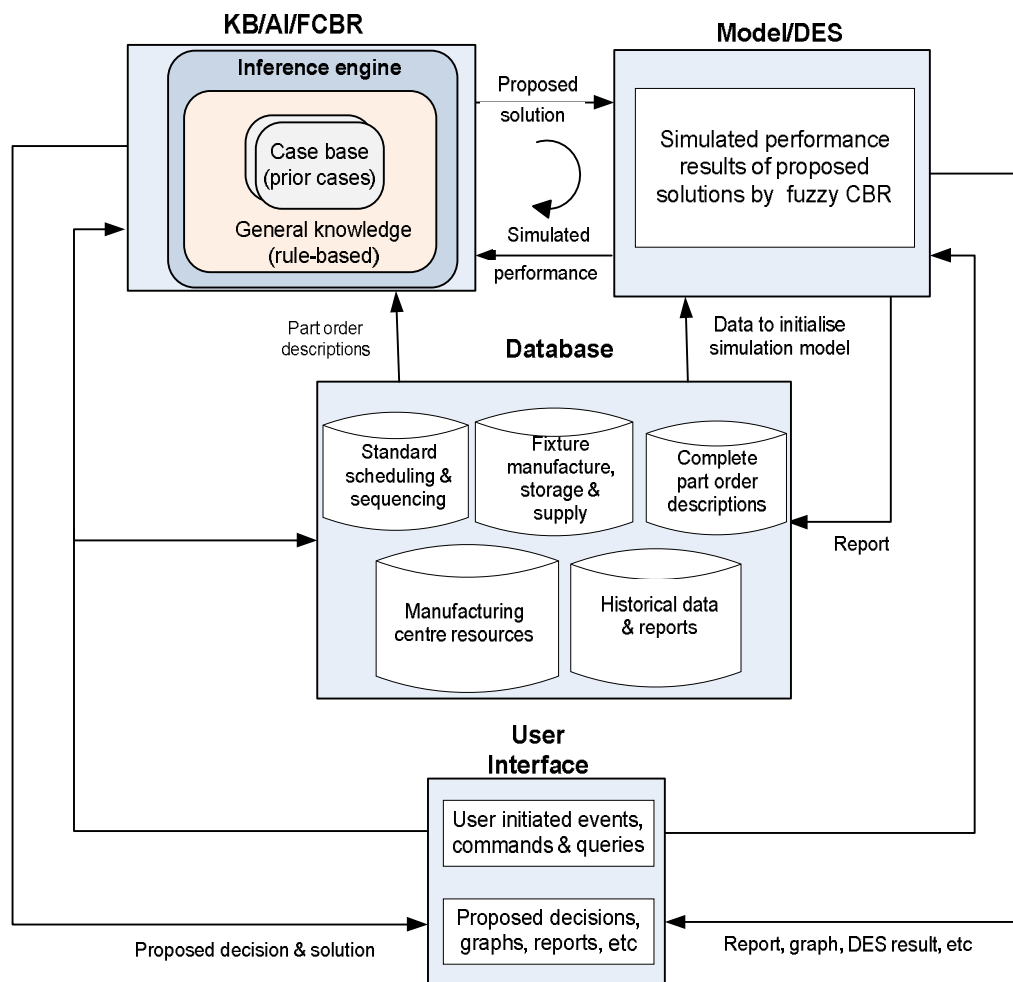 KB/AI/FCBR
Model/DES
Inference engine
Case base
(prior cases)
General knowledge
(rule-based)
Proposed
solution
Simulated
performance
Simulated performance
results of proposed
solutions by fuzzy CBR
Part order
descriptions
Database
Data to initialise
simulation model
Standard
scheduling &
sequencing
Fixture
manufacture,
storage &
supply
Complete
part order
descriptions
Report
Manufacturing
centre resources
Historical data
& reports
User
Interface
User initiated events,
commands & queries
Proposed decisions,
graphs, reports, etc
Proposed decision & solution
Report, graph, DES result, etc